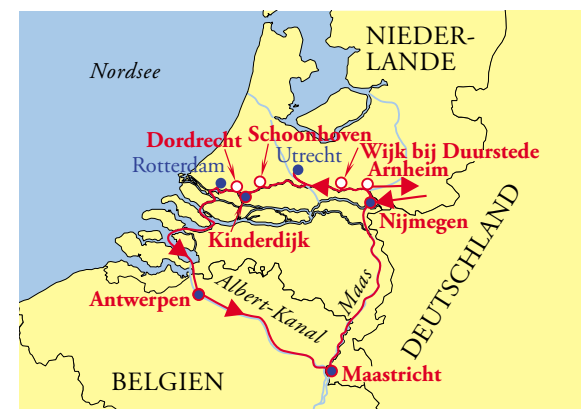 NIEDER-
LANDE
Nordsee
Dordrecht
Schoonhoven
Rotterdam
Utrecht
Wijk bij Duurstede
Arnheim
Nijmegen
Kinderdijk
DEUTSCHLAND
Maas
Albert-Kanal
Antwerpen
Maastricht
BELGIEN